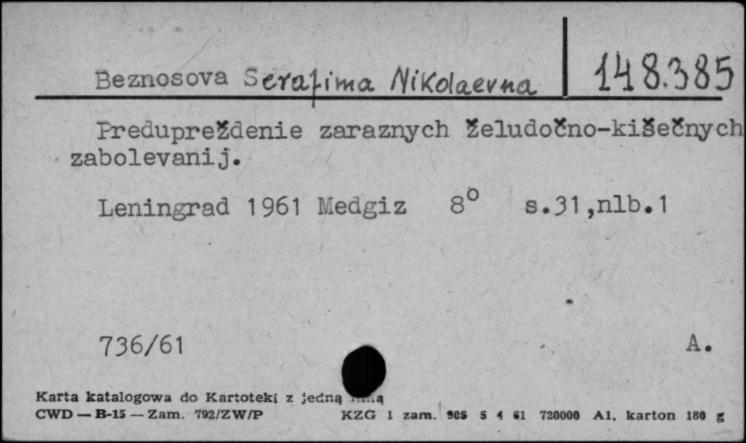 Beznosova Serafima Nikolaevna 148.385
Predupreždenie zaraznych želudočno-kišečnych
zabolevanij.
Leningrad 1961 Medgiz 8° s.31,nlb.1
736/61 A.
Karta katalogowa do Kartoteki z jedną
CWD — B-15 — Zam. 792/ZW/P KZG 1 zam. 905 5 4 61 720000 A1, karton 180 g